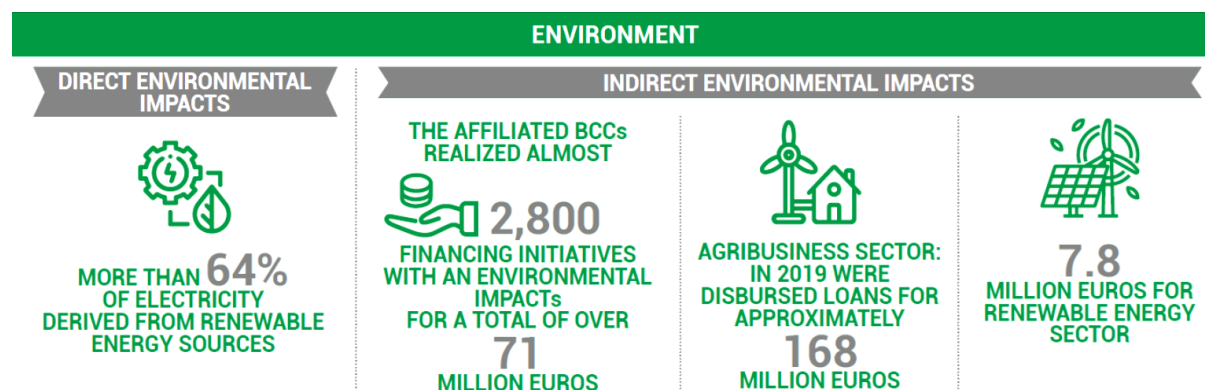 ENVIRONMENT
DIRECT ENVIRONMENTAL
IMPACTS
MORE THAN 64%
OF ELECTRICITY
DERIVED FROM RENEWABLE
ENERGY SOURCES
INDIRECT ENVIRONMENTAL IMPACTS
THE AFFILIATED BCCs
REALIZED ALMOST
2,800
FINANCING INITIATIVES
WITH AN ENVIRONMENTAL
IMPACTs
FOR A TOTAL OF OVER
71
MILLION EUROS
AGRIBUSINESS SECTOR:
IN 2019 WERE
DISBURSED LOANS FOR
APPROXIMATELY
168
MILLION EUROS
7.8
MILLION EUROS FOR
RENEWABLE ENERGY
SECTOR